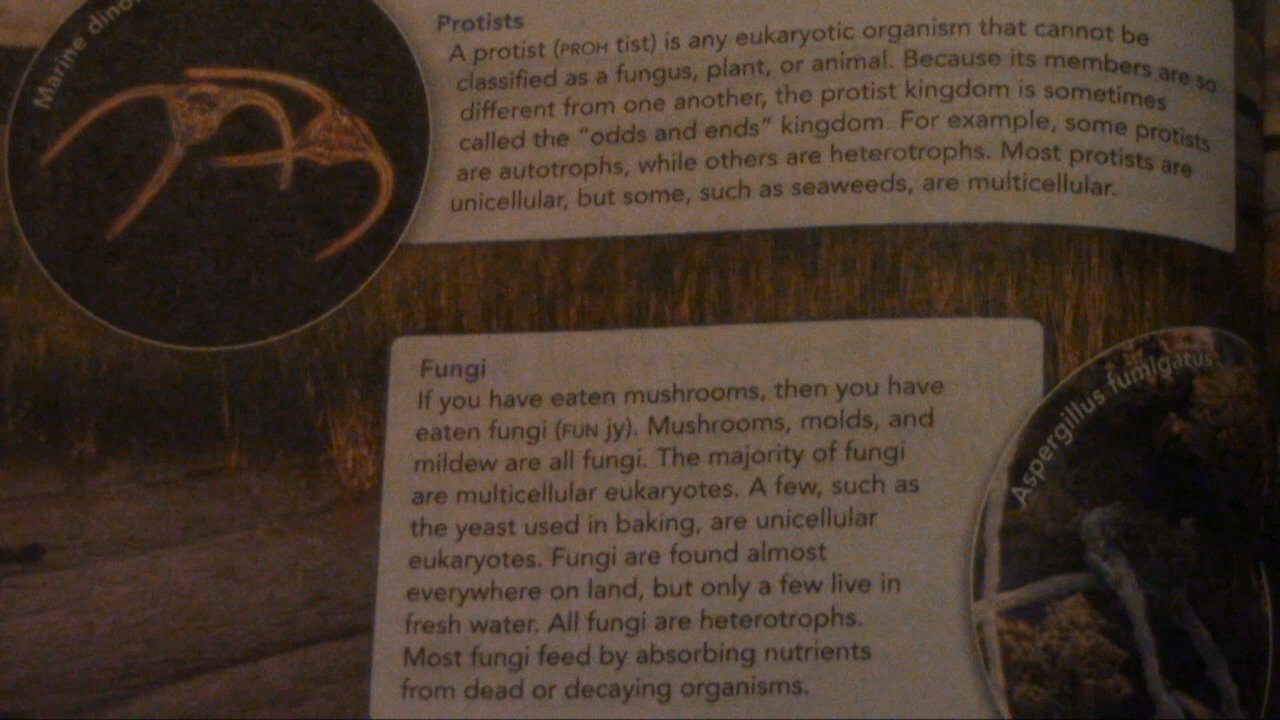 Marine dino
Protists
A protist (PROH tist) is any eukaryotic organism that cannot be
classified as a fungus, plant, or animal. Because its members are so
different from one another, the protist kingdom is sometimes
called the “odds and ends” kingdom. For example, some protists
are autotrophs, while others are heterotrophs. Most protists are
unicellular, but some, such as seaweeds, are multicellular.
Fungi
If you have eaten mushrooms, then you have
eaten fungi (FUN jy). Mushrooms, molds, and
mildew are all fungi. The majority of fungi
are multicellular eukaryotes. A few, such as
the yeast used in baking, are unicellular
eukaryotes. Fungi are found almost
everywhere on land, but only a few live in
fresh water. All fungi are heterotrophs.
Most fungi feed by absorbing nutrients
from dead or decaying organisms.
Aspergillus fumigatus